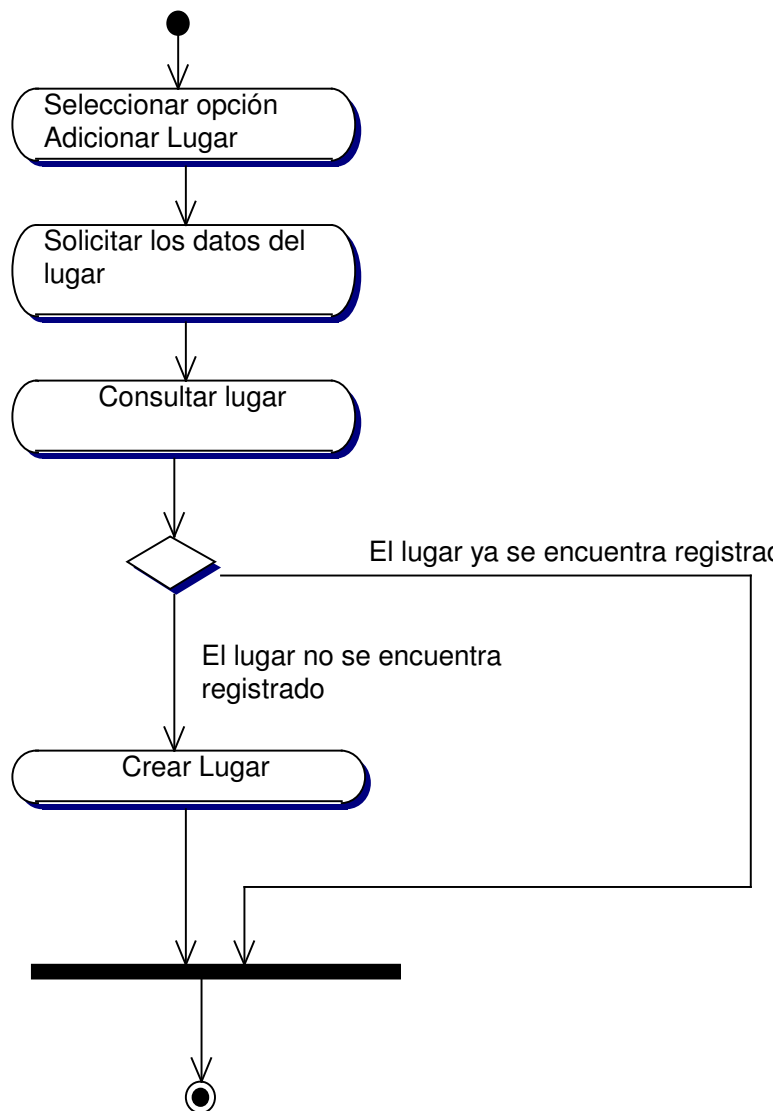 Seleccionar opción
Adicionar Lugar
Solicitar los datos del
lugar
Consultar lugar
El lugar ya se encuentra
El lugar no se encuentra
registrado
Crear Lugar